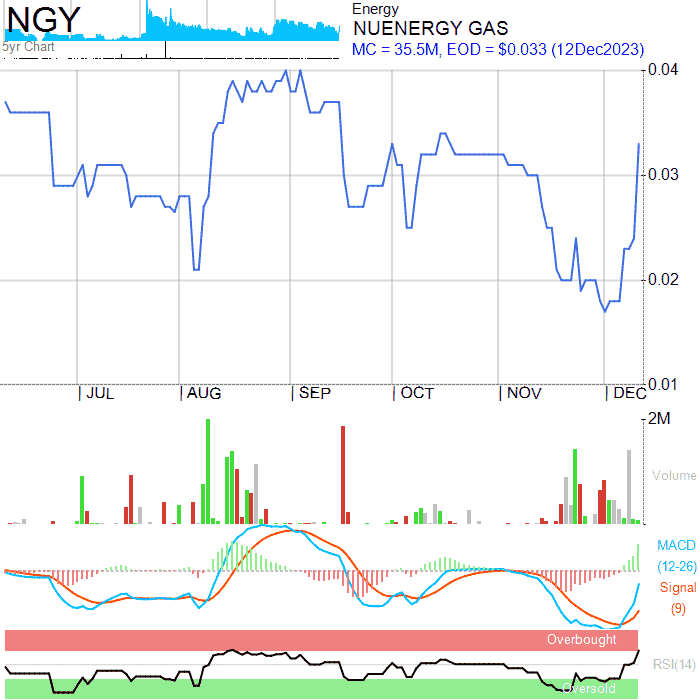 NGY
5yr Chart
Energy
NUENERGY GAS
MC = 35.5M, EOD = $0.033 (12Dec2023)
0.04
0.03
0.02
0.01
JUL
AUG
SEP
OCT
NOV
DEC
2M
Volume
MACD
(12-26)
Signal
(9)
Overbought
RSI(14)
Oversold